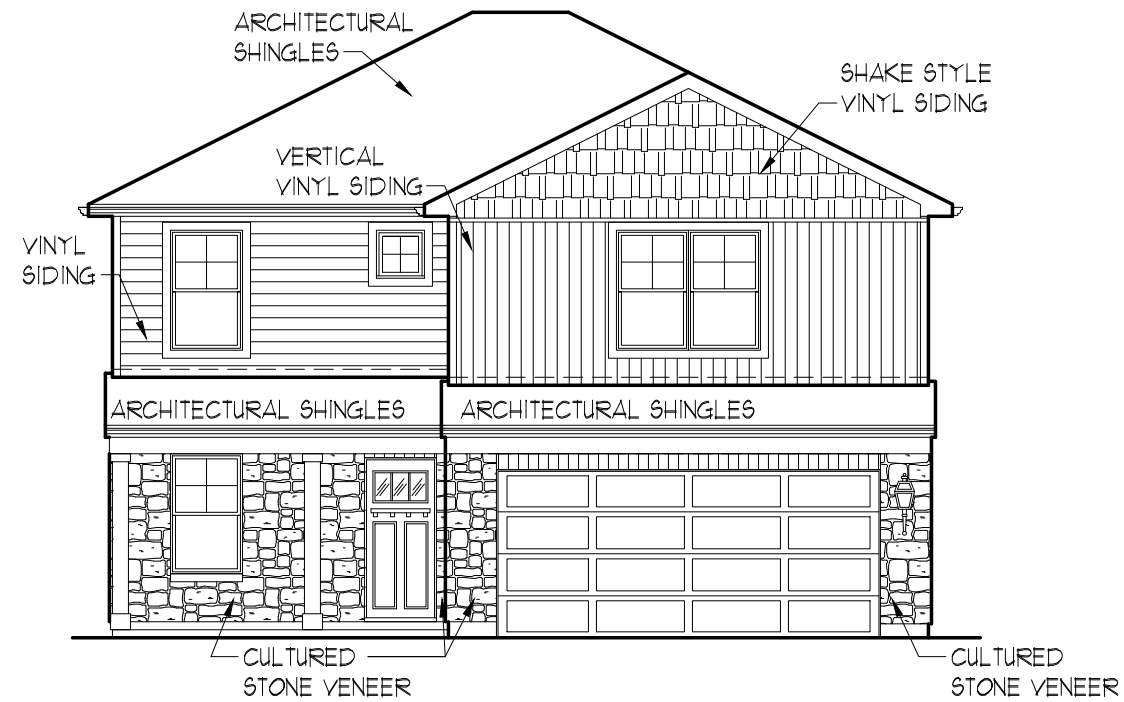 ARCHITECTURAL
SHINGLES
SHAKE STYLE
VINYL SIDING
VERTICAL
VINYL SIDING
VINYL
SIDING
ARCHITECTURAL SHINGLES
ARCHITECTURAL SHINGLES
CULTURED
STONE VENEER
CULTURED
STONE VENEER